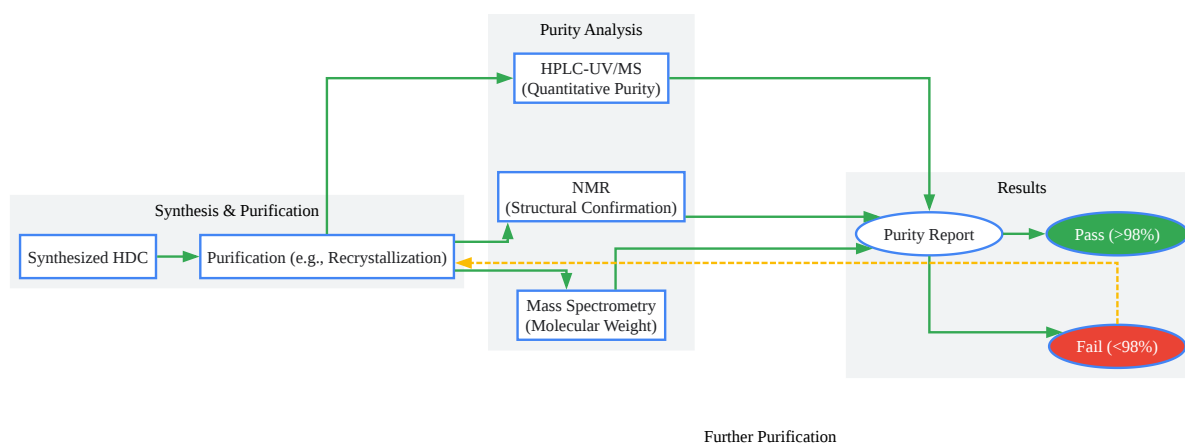 Purity Analysis
HPLC-UV/MS
(Quantitative Purity)
NMR
(Structural Confirmation)
Results
Synthesis & Purification
Purity Report
Pass (>98%)
Synthesized HDC
Purification (e.g., Recrystallization)
Mass Spectrometry
(Molecular Weight)
Fail (<98%)
Further Purification